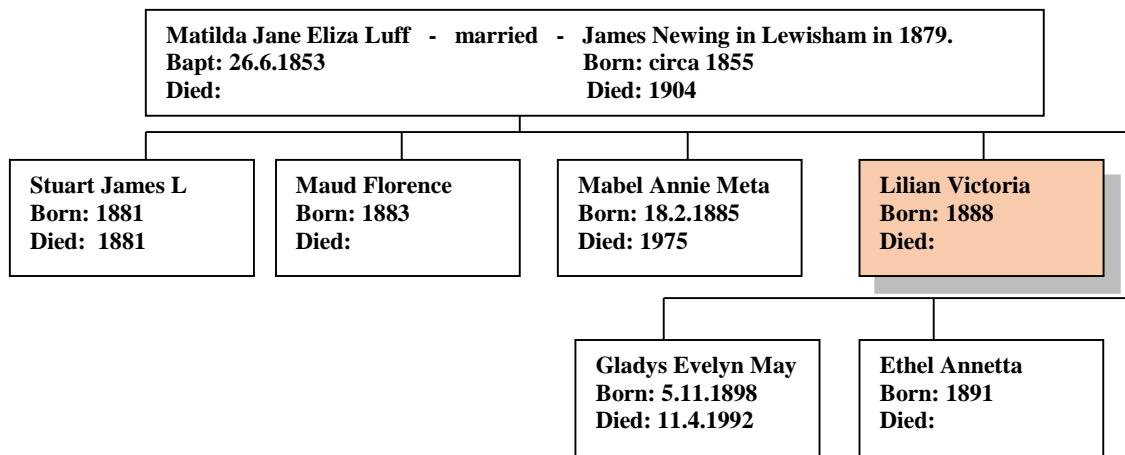 Matilda Jane Eliza Luff - married - James Newing in Lewisham in 1879.
Bapt: 26.6.1853 Born: circa 1855
Died: Died: 1904
Stuart James L
Born: 1881
Died: 1881
Maud Florence
Born: 1883
Died:
Mabel Annie Meta
Born: 18.2.1885
Died: 1975
Lilian Victoria
Born: 1888
Died:
Gladys Evelyn May
Born: 5.11.1898
Died: 11.4.1992
Ethel Annetta
Born: 1891
Died: